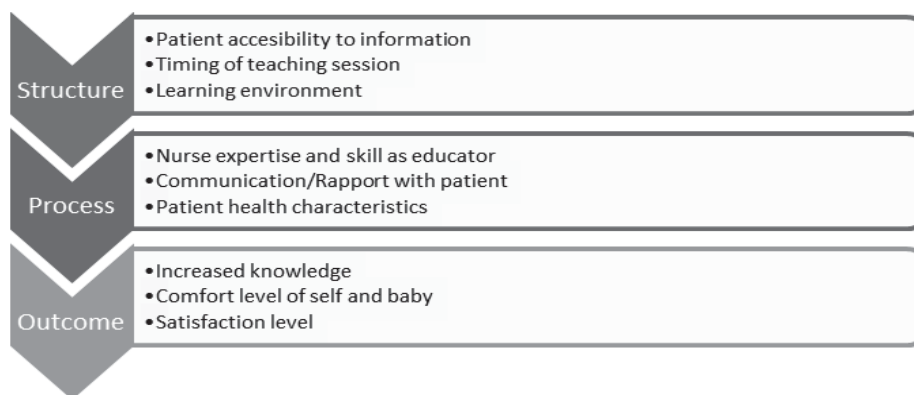 Structure
•Patient accesibility to information
•Timing of teaching session
•Learning environment
Process
•Nurse expertise and skill as educator
•Communication/Rapport with patient
•Patient health characteristics
Outcome
•Increased knowledge
•Comfort level of self and baby
•Satisfaction level